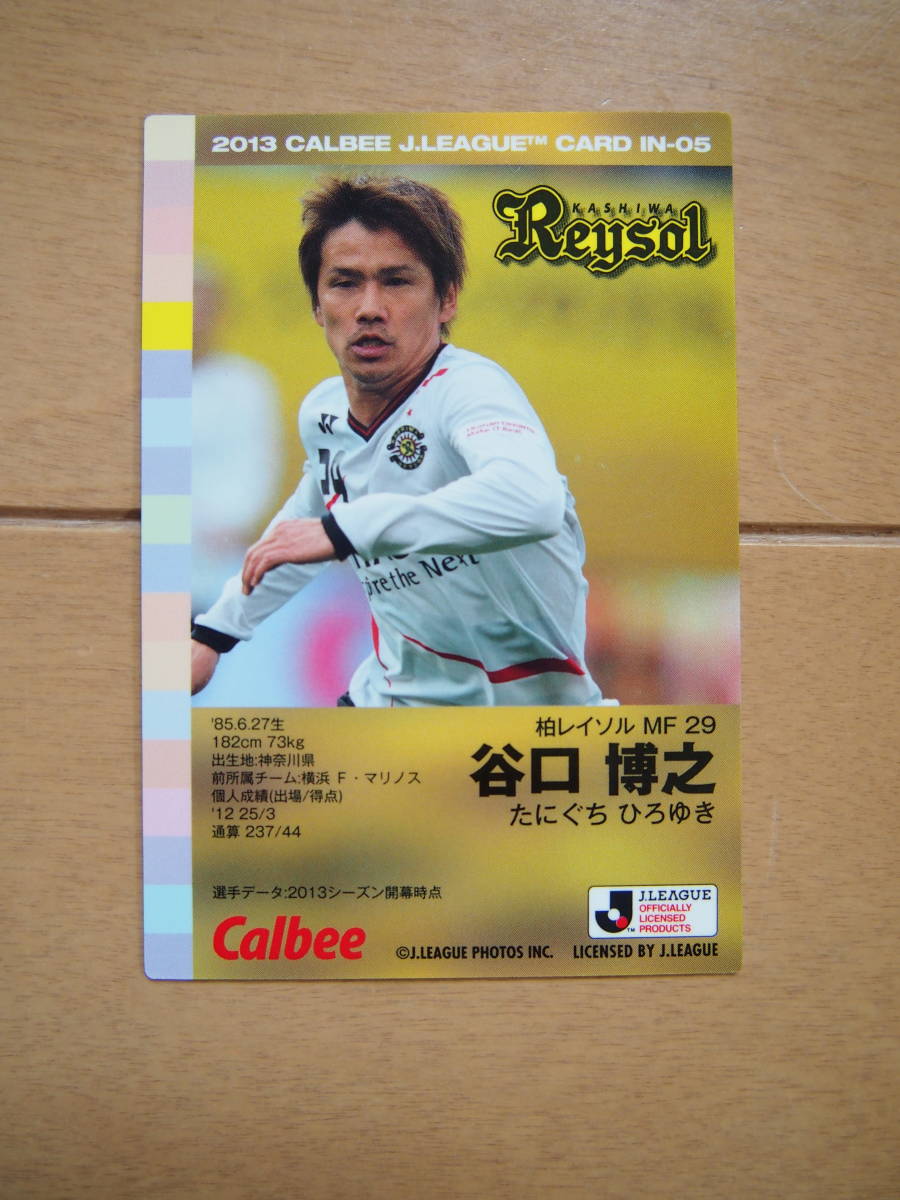 2013 CALBEE J.LEAGUE™ CARD IN-05
KASHIWA
Reysol
the Next
'85.6.27生
182cm 73kg
出生地:神奈川県
前所属チーム:横浜 F・マリノス
個人成績(出場/得点)
'12 25/3
通算 237/44
柏レイソル MF 29
谷口 博之
たにぐち ひろゆき
選手データ:2013シーズン開幕時点
Calbee
J.LEAGUE
OFFICIALLY
LICENSED
PRODUCTS
TM
©J.LEAGUE PHOTOS INC. LICENSED BY J.LEAGUE